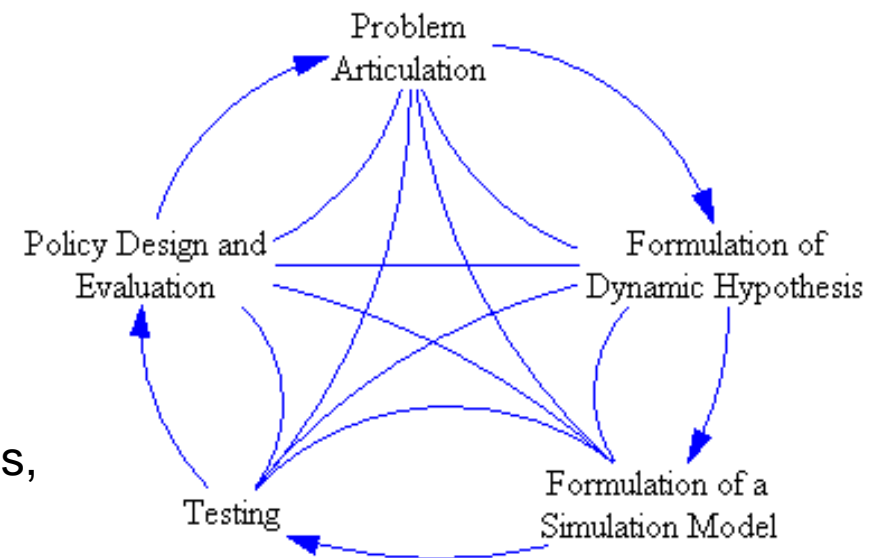 Problem
Articulation
Policy Design and
Evaluation
Formulation of
Dynamic Hypothesis
s,
Testing
Formulation of a
Simulation Model